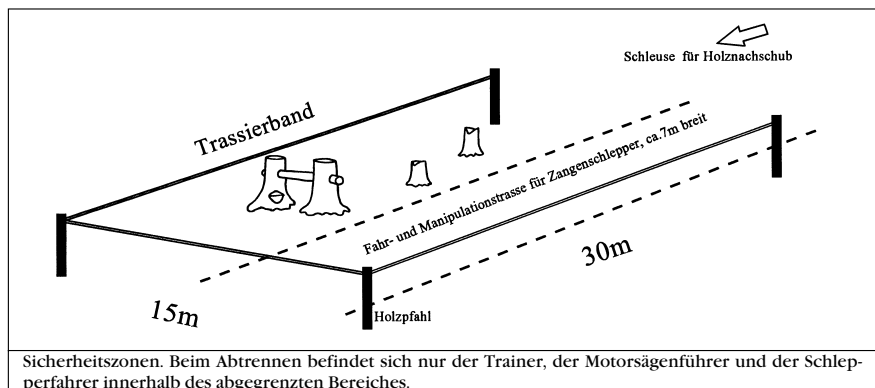 Schleuse für Holznachschub
Trassierband
Fahr- und Manipulationstrasse für Zangenschlepper, ca.7m breit
30m
15m
Holzpfahl
Sicherheitszonen. Beim Abtrennen befindet sich nur der Trainer, der Motorsägenführer und der Schlep-
perfahrer innerhalb des abgegrenzten Bereiches.